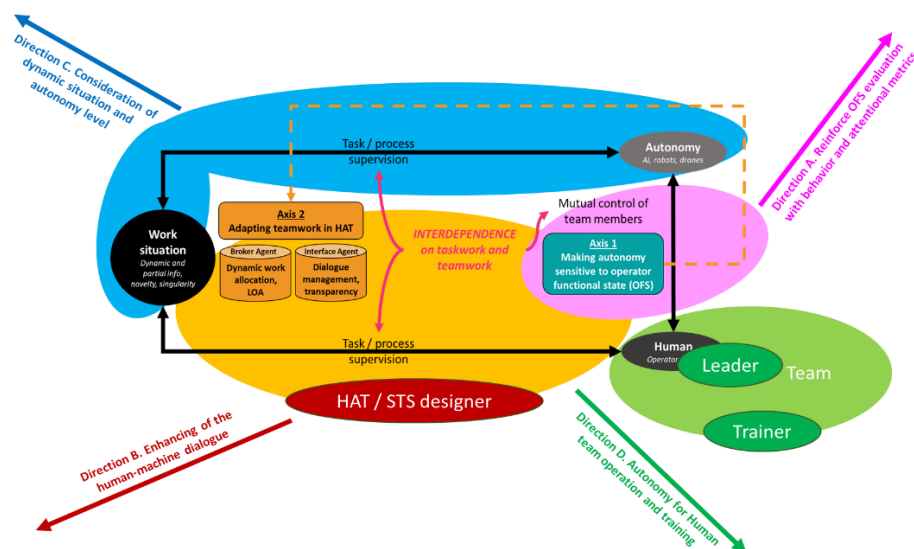 Direction C. Consideration of
dynamic situation and
autonomy level
Direction A. Reinforce OFS evaluation
with behavior and attentional metrics
Task / process
supervision
Autonomy
AI, robots, drones
Mutual control of
team members
Axis 2
Adapting teamwork in HAT
INTERDEPENDENCE
on taskwork and
teamwork
Axis 1
Making autonomy
sensitive to operator
functional state (OFS)
Work
situation
Dynamic and
partial info,
novelty, singularity
Broker Agent
Dynamic work
allocation,
LOA
Interface Agent
Dialogue
management,
transparency
Task / process
supervision
Human
Operator
Leader
Team
Trainer
HAT / STS designer
Direction B. Enhancing of the
human-machine dialogue
Direction D. Autonomy for Human
team operation and training